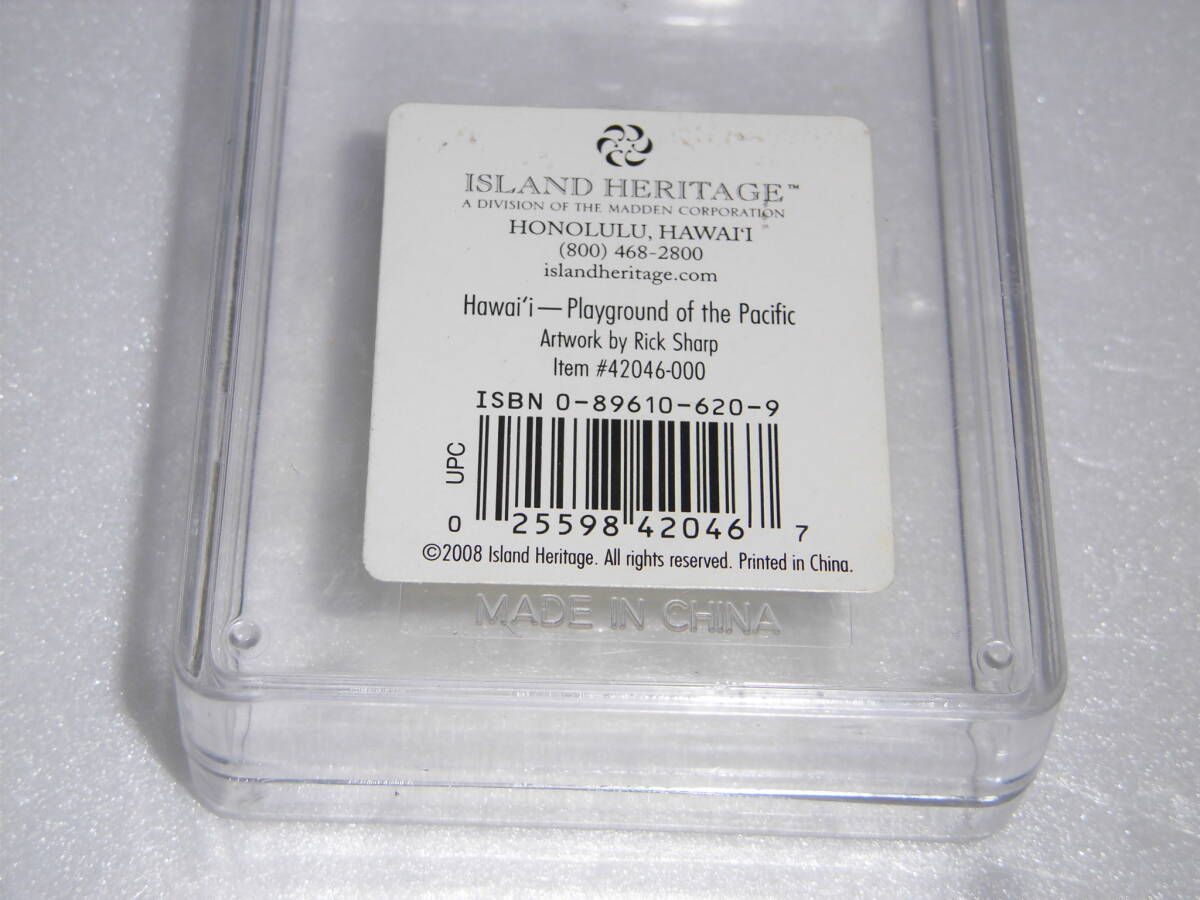 ISLAND HERITAGE™
A DIVISION OF THE MADDEN CORPORATION
HONOLULU, HAWAIʻI
(800) 468-2800
islandheritage.com
Hawaiʻi — Playground of the Pacific
Artwork by Rick Sharp
Item #42046-000
ISBN 0-89610-620-9
UPC
0 25598 42046 7
©2008 Island Heritage. All rights reserved. Printed in China.
MADE IN CHINA